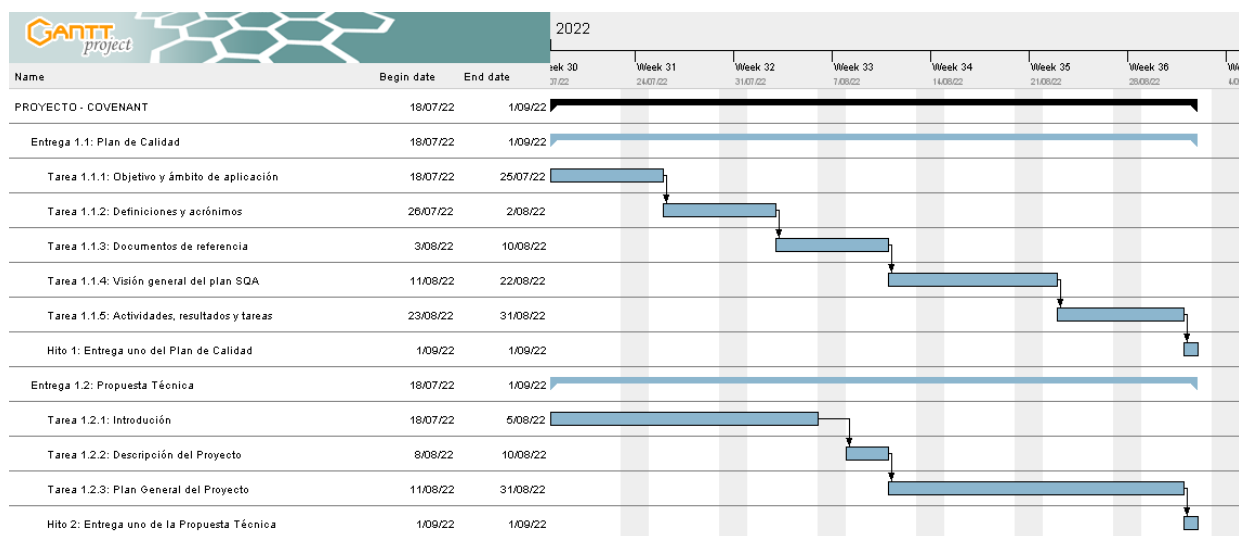 GANTT
project
2022
Name Begin date End date
eek 30 Week 31 Week 32 Week 33 Week 34 Week 35 Week 36
24/07/22 31/07/22 7/08/22 14/08/22 21/08/22 28/08/22
PROYECTO - COVENANT 18/07/22 1/09/22
Entrega 1.1: Plan de Calidad 18/07/22 1/09/22
Tarea 1.1.1: Objetivo y ámbito de aplicación 18/07/22 25/07/22
Tarea 1.1.2: Definiciones y acrónimos 26/07/22 2/08/22
Tarea 1.1.3: Documentos de referencia 3/08/22 10/08/22
Tarea 1.1.4: Visión general del plan SQA 11/08/22 22/08/22
Tarea 1.1.5: Actividades, resultados y tareas 23/08/22 31/08/22
Hito 1: Entrega uno del Plan de Calidad 1/09/22 1/09/22
Entrega 1.2: Propuesta Técnica 18/07/22 1/09/22
Tarea 1.2.1: Introdución 18/07/22 5/08/22
Tarea 1.2.2: Descripción del Proyecto 8/08/22 10/08/22
Tarea 1.2.3: Plan General del Proyecto 11/08/22 31/08/22
Hito 2: Entrega uno de la Propuesta Técnica 1/09/22 1/09/22